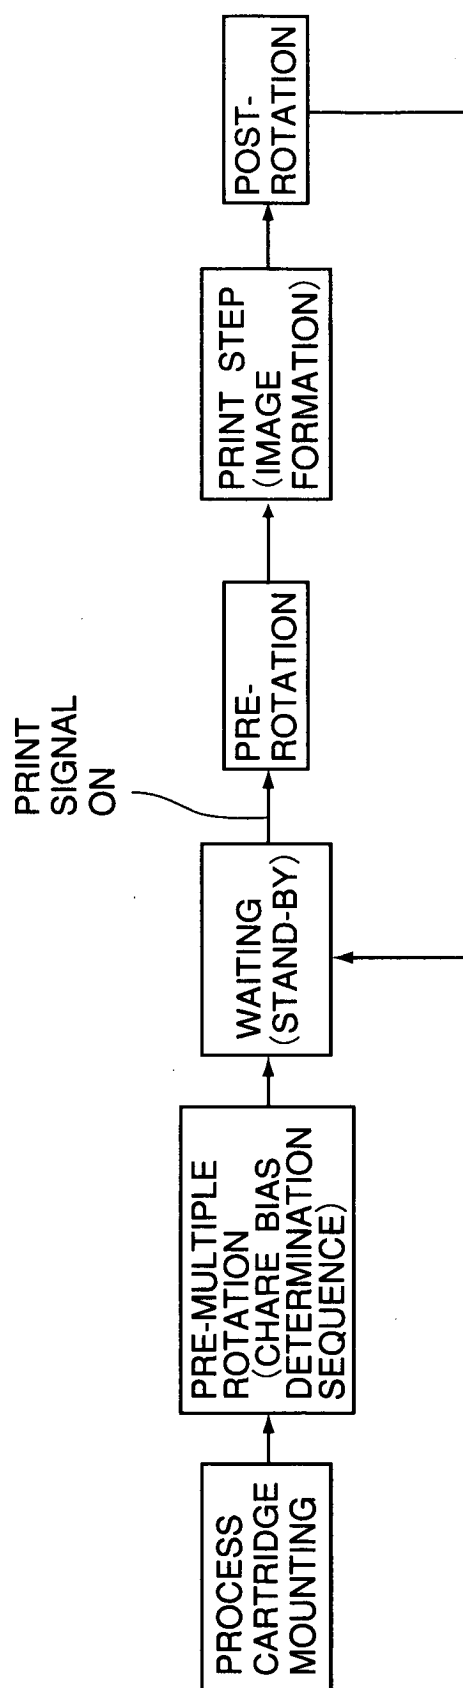 PROCESS
CARTRIDGE
MOUNTING
PRE-MULTIPLE
ROTATION
(CHARE BIAS
DETERMINATION
SEQUENCE)
WAITING
(STAND-BY)
PRINT
SIGNAL
ON
PRE-
ROTATION
PRINT STEP
(IMAGE
FORMATION)
POST-
ROTATION